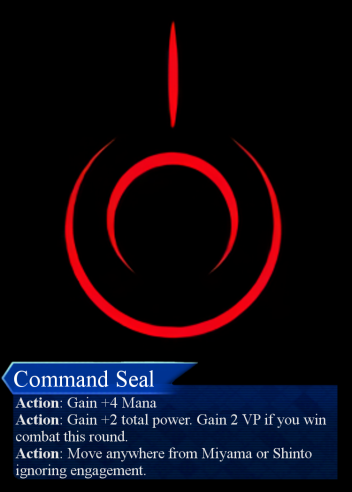 Command Seal
Action: Gain +4 Mana
Action: Gain +2 total power. Gain 2 VP if you win
combat this round.
Action: Move anywhere from Miyama or Shinto
ignoring engagement.